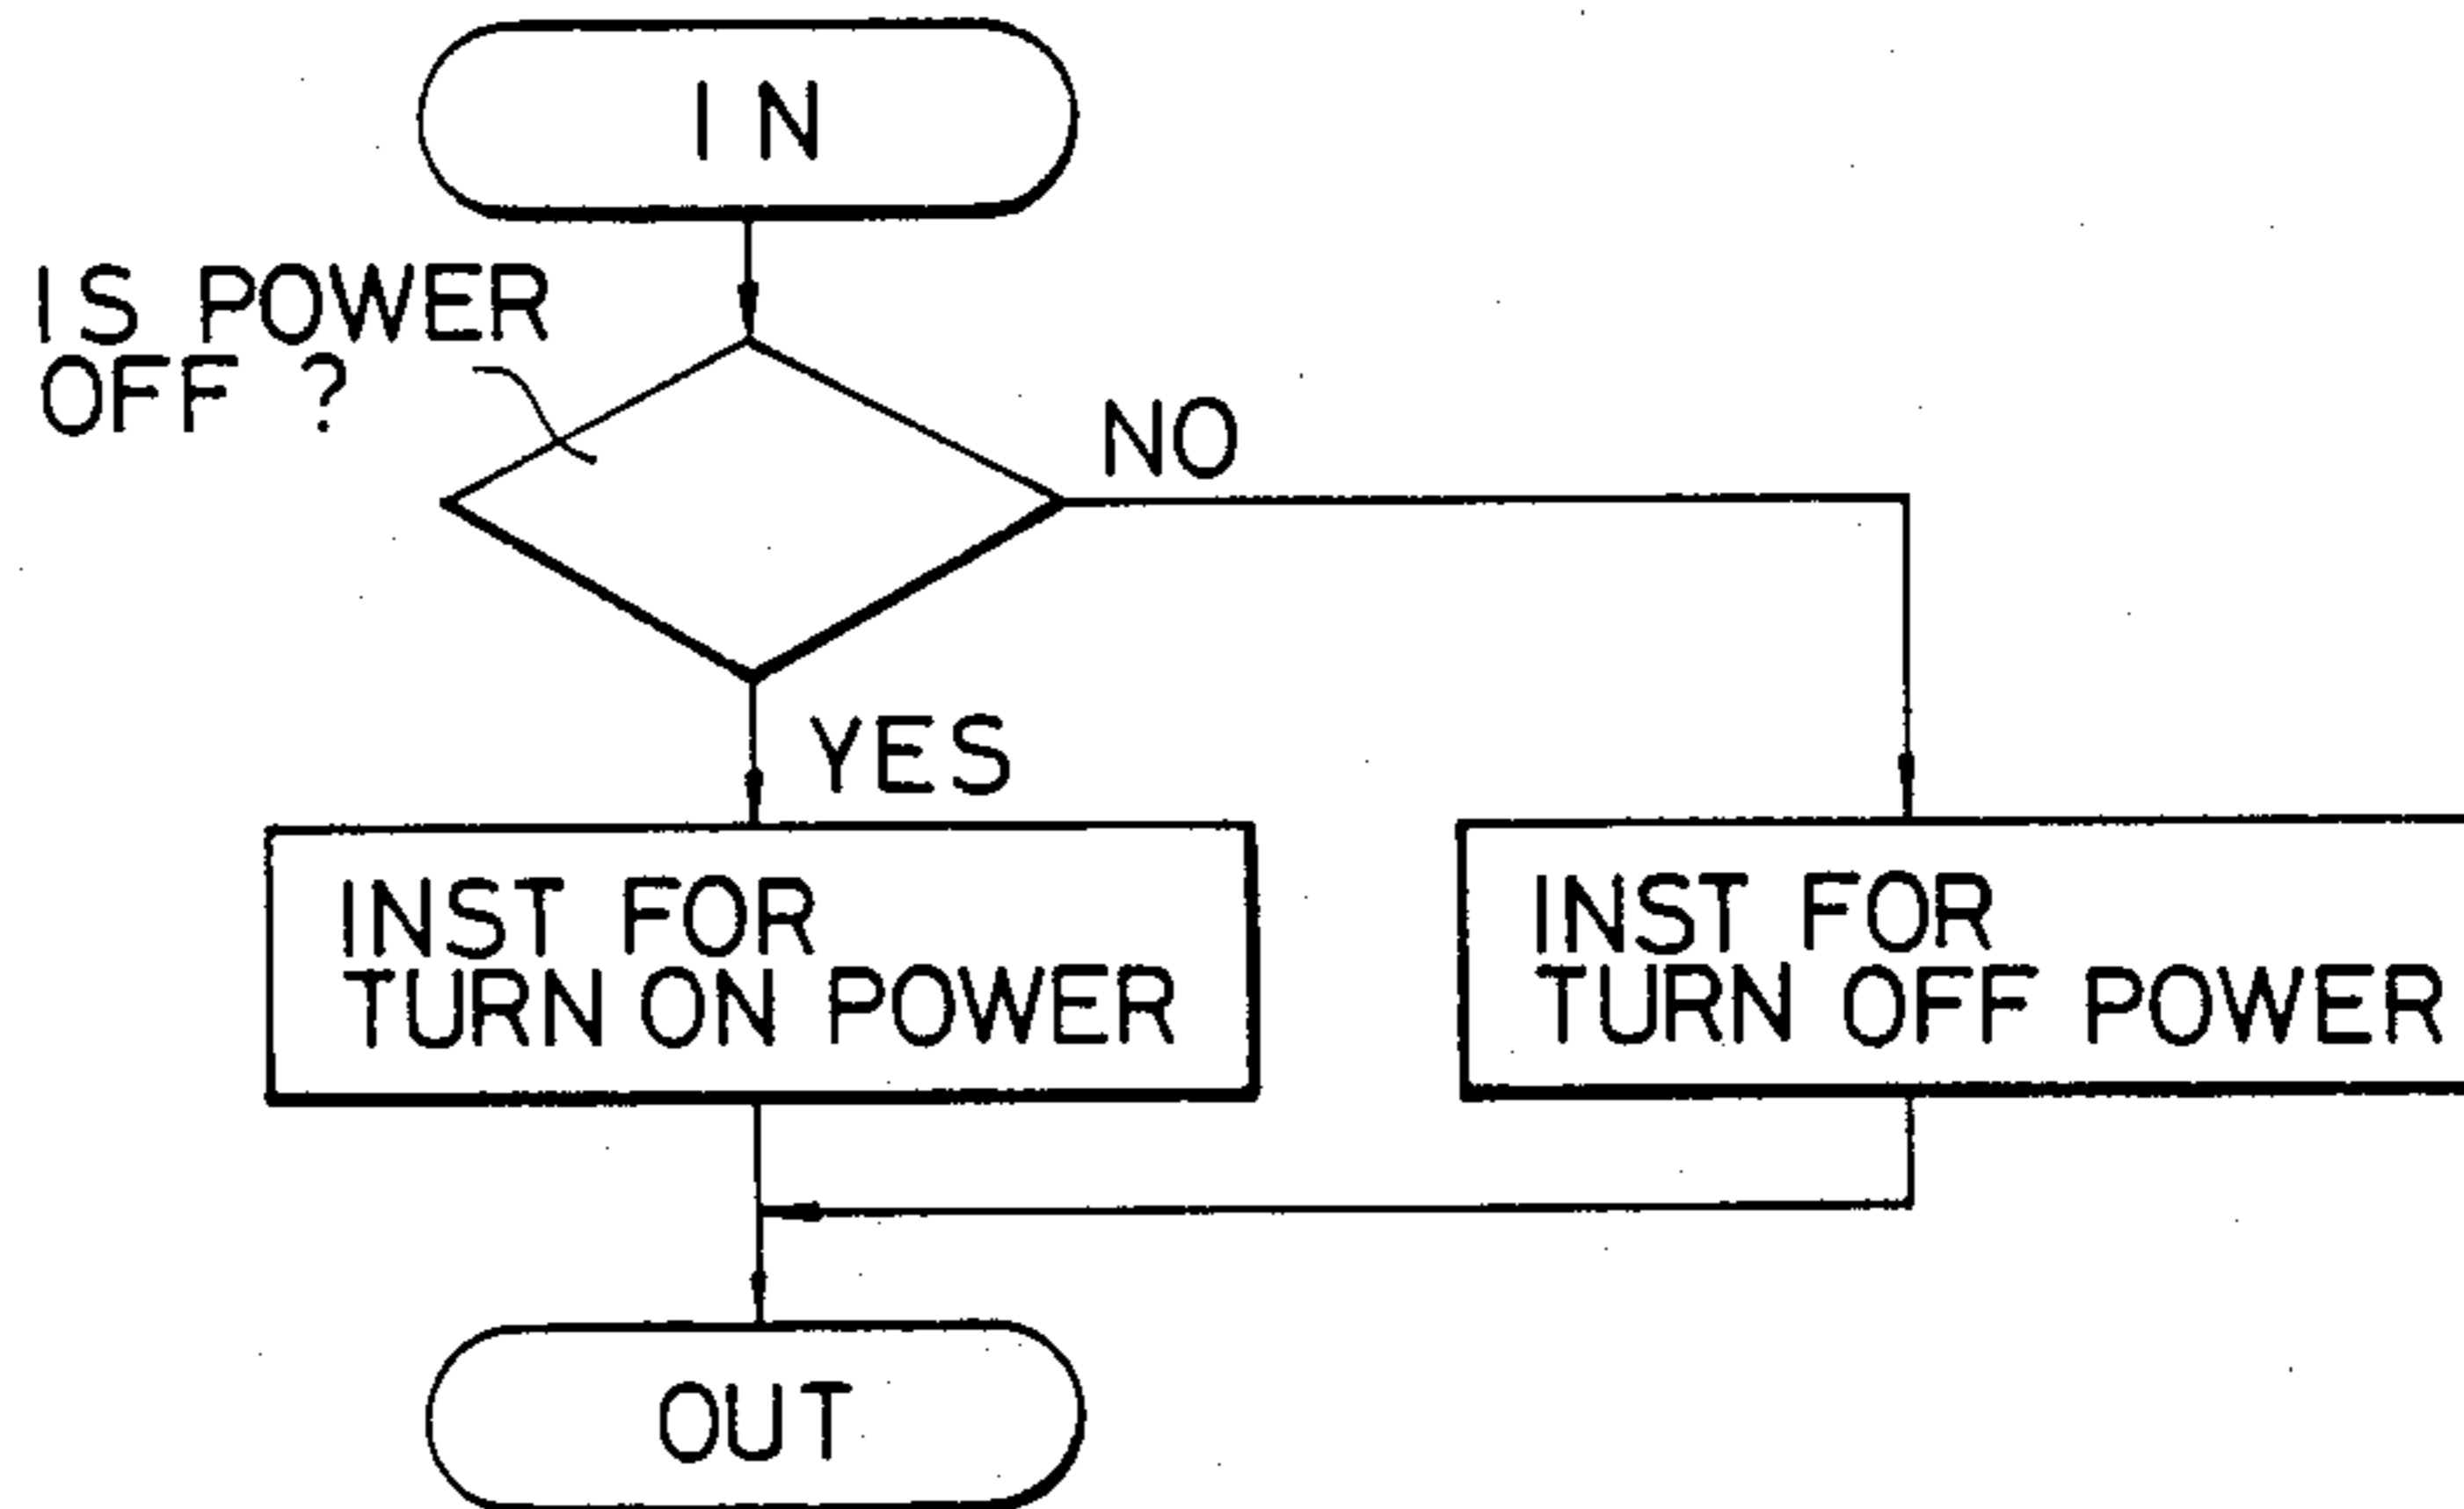 IN
IS POWER
OFF ?
NO
YES
INST FOR
TURN ON POWER
INST FOR
TURN OFF POWER
OUT